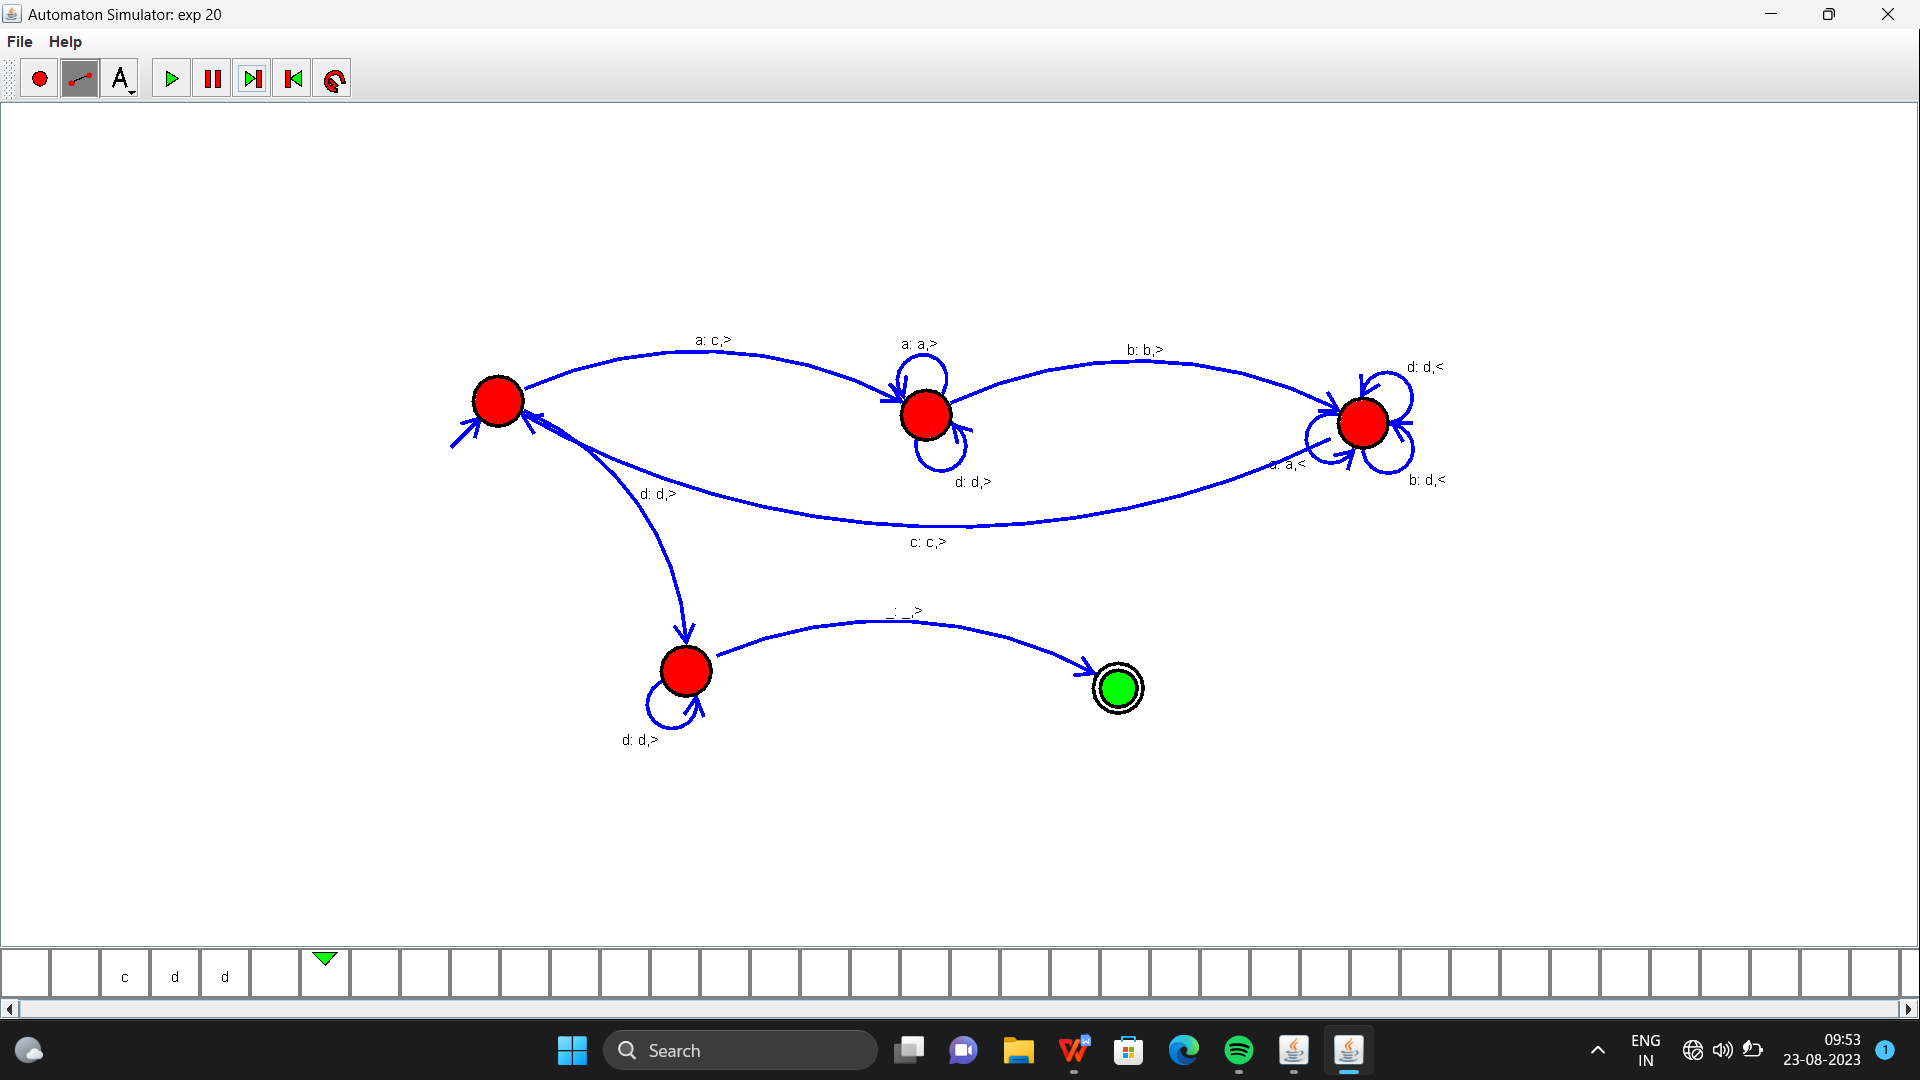 Automaton Simulator: exp 20
File Help
A
a: c,>
a: a,>
b: b,>
d: d,<
a: a,<
d: d,>
b: d,<
d: d,>
c: c,>
_: _,>
d: d,>
c d d
Search
ENG
IN
09:53
23-08-2023
1